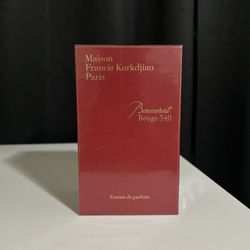 Maison
Francis Kurkdjian
Paris
Baccarat
Rouge 540
Extrait de parfum